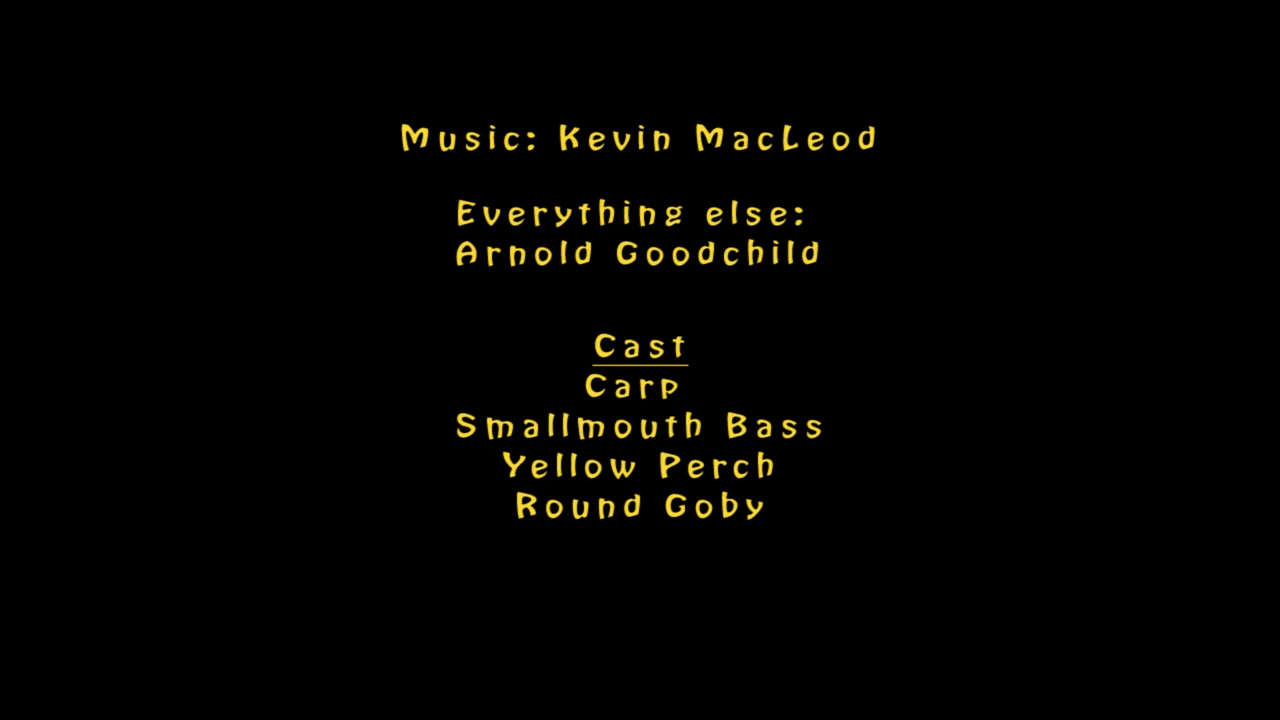 Music: Kevin MacLeod
Everything else:
Arnold Goodchild
Cast
Carp
Smallmouth Bass
Yellow Perch
Round Goby